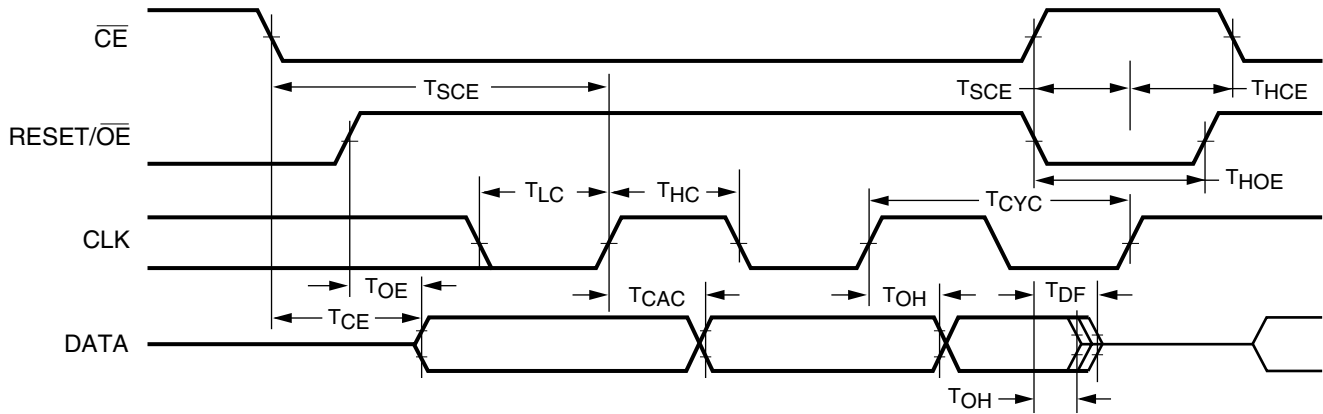 CE
TSCE
TSCE
THCE
RESET/OE
TLC
THC
TCYC
THOE
CLK
TOE
TCAC
TOH
TDF
TCE
DATA
TOH